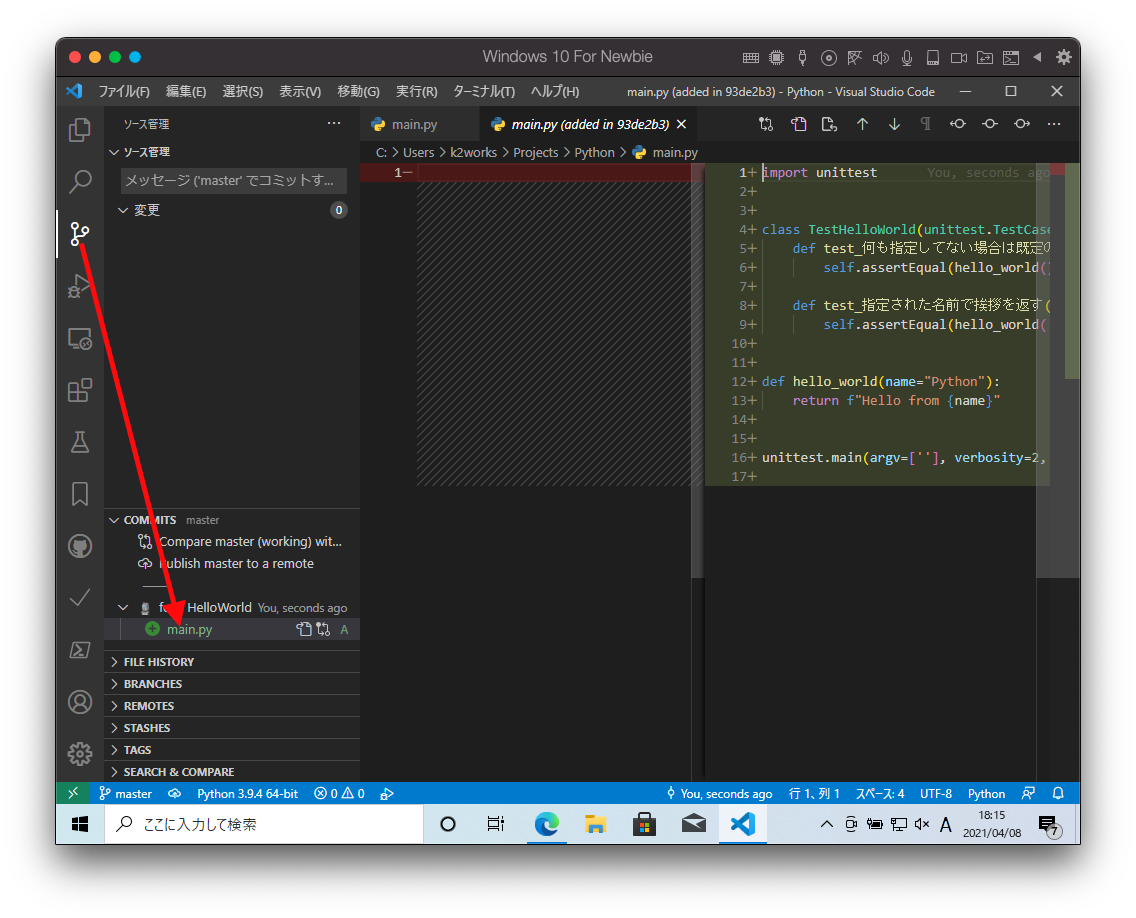 Windows 10 For Newbie
ファイル(F) 編集(E) 選択(S) 表示(V) 移動(G) 実行(R) ターミナル(T) ヘルプ(H) main.py (added in 93de2b3) - Python - Visual Studio Code
ソース管理 ···
main.py
main.py (added in 93de2b3)
C: > Users > k2works > Projects > Python > main.py
ソース管理
メッセージ ('master' でコミットす...
変更 0
COMMITS master
Compare master (working) wit...
Publish master to a remote
HelloWorld You, seconds ago
main.py A
FILE HISTORY
BRANCHES
REMOTES
STASHES
TAGS
SEARCH & COMPARE
1−
1+ import unittest You, seconds ago
2+
3+
4+ class TestHelloWorld(unittest.TestCase
5+ def test_何も指定してない場合は既定の
6+ self.assertEqual(hello_world(
7+
8+ def test_指定された名前で挨拶を返す(
9+ self.assertEqual(hello_world(
10+
11+
12+ def hello_world(name="Python"):
13+ return f"Hello from {name}"
14+
15+
16+ unittest.main(argv=[''], verbosity=2,
17+
master Python 3.9.4 64-bit 0 0 You, seconds ago 行 1、列 1 スペース: 4 UTF-8 Python
ここに入力して検索
A 18:15
2021/04/08
7